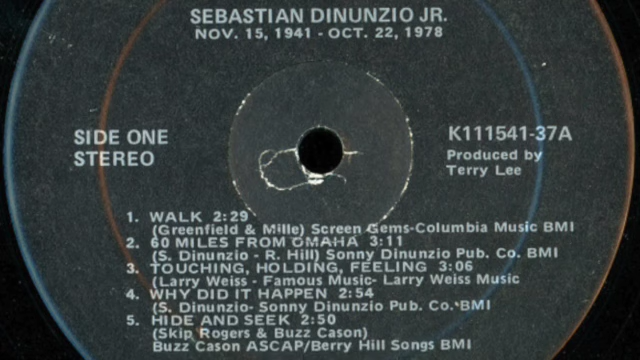 SEBASTIAN DINUNZIO JR.
NOV. 15, 1941 - OCT. 22, 1978
SIDE ONE
STEREO
K111541-37A
Produced by
Terry Lee
1. WALK 2:29
(Greenfield & Mille) Screen Gems-Columbia Music BMI
2. 60 MILES FROM OMAHA 3:11
(S. Dinunzio - R. Hill) Sonny Dinunzio Pub. Co. BMI
3. TOUCHING, HOLDING, FEELING 3:06
(Larry Weiss - Famous Music- Larry Weiss Music
4. WHY DID IT HAPPEN 2:54
(S. Dinunzio- Sonny Dinunzio Pub. Co. BMI
5. HIDE AND SEEK 2:50
(Skip Rogers & Buzz Cason)
Buzz Cason ASCAP/Berry Hill Songs BMI